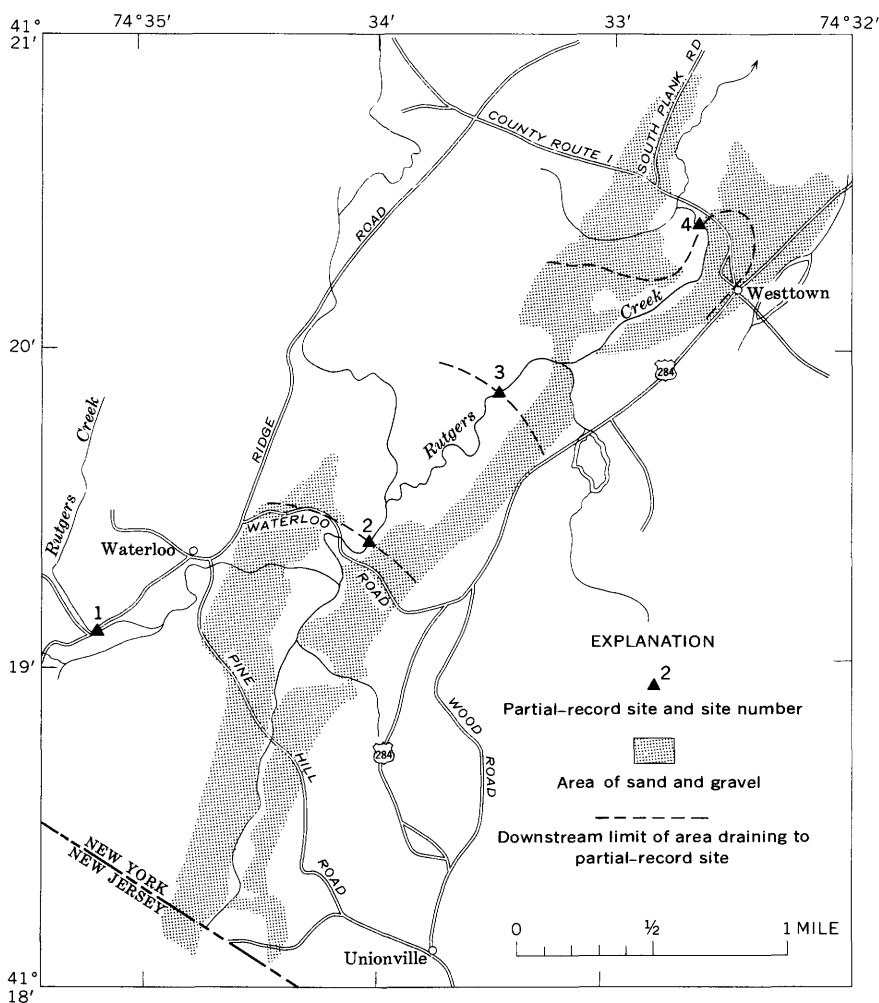 41°
21'
74°35'
34'
33'
74°32'
COUNTY ROUTE 1
SOUTH PLANK RD
ROAD
4
Westtown
Creek
20'
284
3
Rutgers
Creek
RIDGE
Rutgers
WATERLOO
2
Waterloo
ROAD
1
EXPLANATION
19'
2
PINE
Partial-record site and site number
WOOD
284
HILL
ROAD
Area of sand and gravel
Downstream limit of area draining to
partial-record site
NEW YORK
NEW JERSEY
ROAD
0 ½ 1 MILE
Unionville
41°
18'